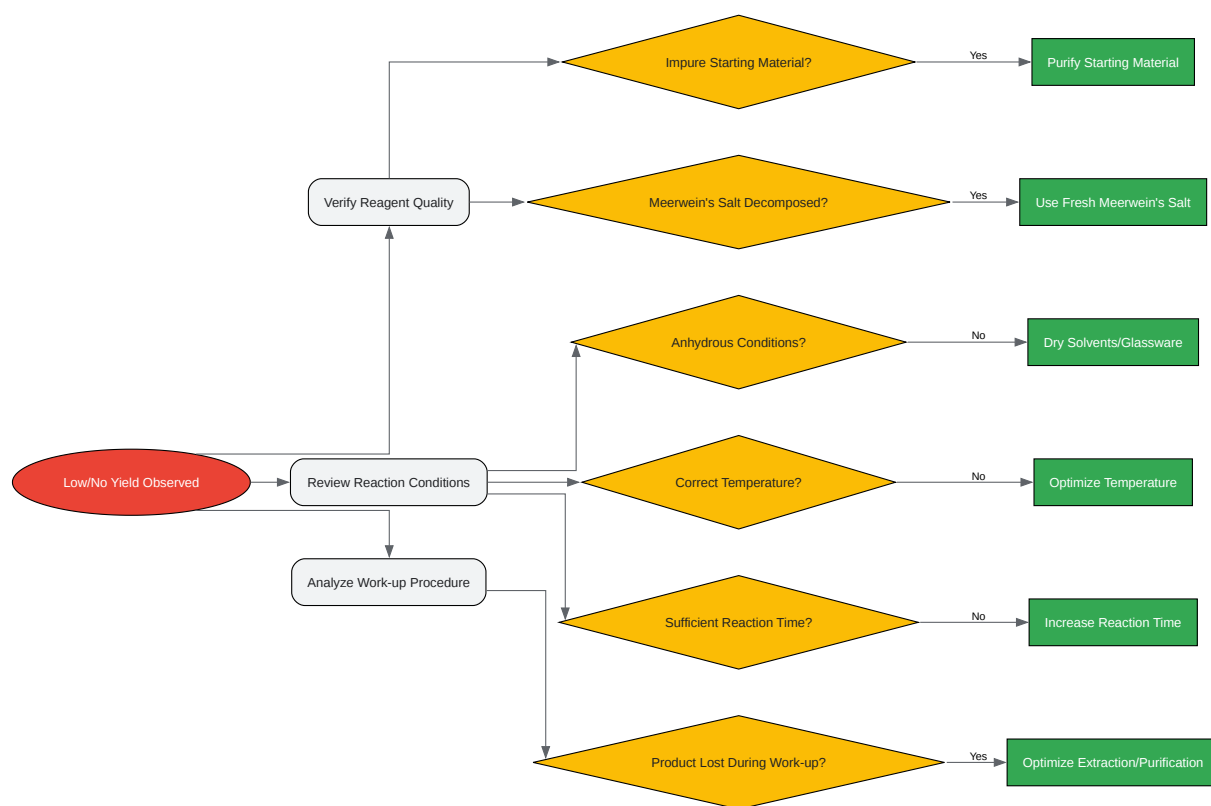 Impure Starting Material?
Yes
Purify Starting Material
Verify Reagent Quality
Meerwein's Salt Decomposed?
Yes
Use Fresh Meerwein's Salt
Anhydrous Conditions?
No
Dry Solvents/Glassware
Low/No Yield Observed
Review Reaction Conditions
Correct Temperature?
No
Optimize Temperature
Analyze Work-up Procedure
Sufficient Reaction Time?
No
Increase Reaction Time
Product Lost During Work-up?
Yes
Optimize Extraction/Purification